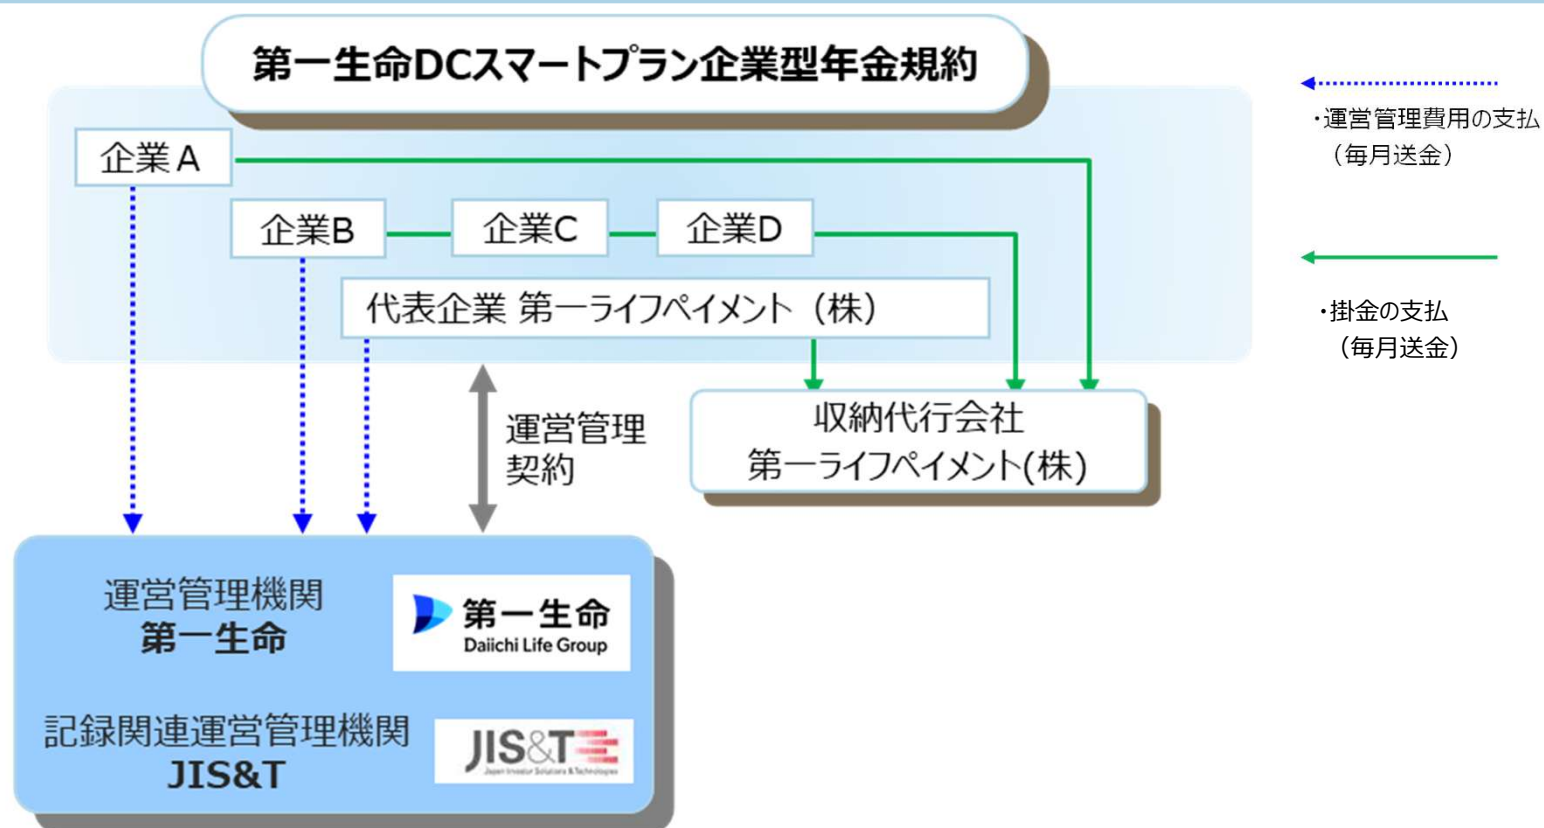 第一生命DCスマートプラン企業型年金規約
・運営管理費用の支払
（毎月送金）
企業A
企業B
企業C
企業D
代表企業 第一ライフペイメント（株）
・掛金の支払
（毎月送金）
運営管理
契約
収納代行会社
第一ライフペイメント(株)
運営管理機関
第一生命
第一生命
Daiichi Life Group
記録関連運営管理機関
JIS&T
JIS&T
Japan Investor Solutions & Technologies